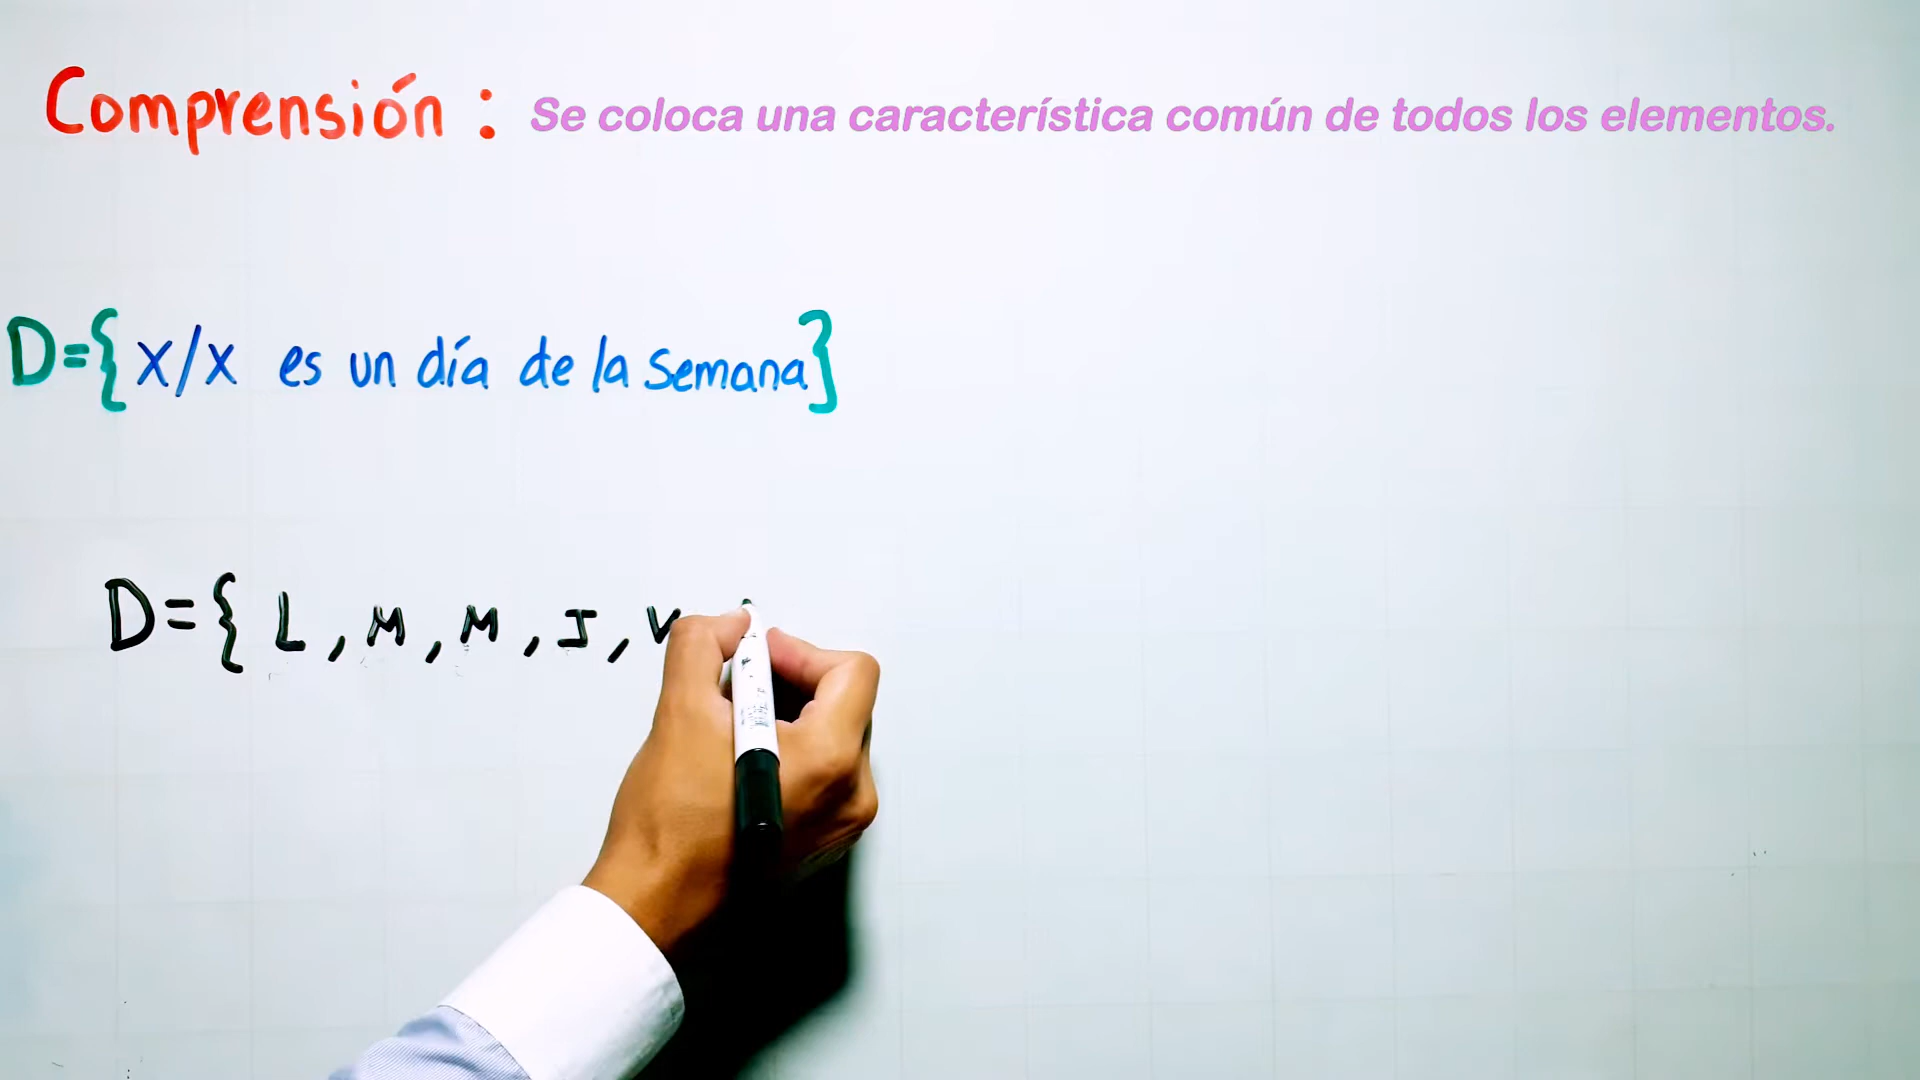 Comprensión : Se coloca una característica común de todos los elementos.
D={ x/x es un día de la semana}
D={ L , M , M , J , V